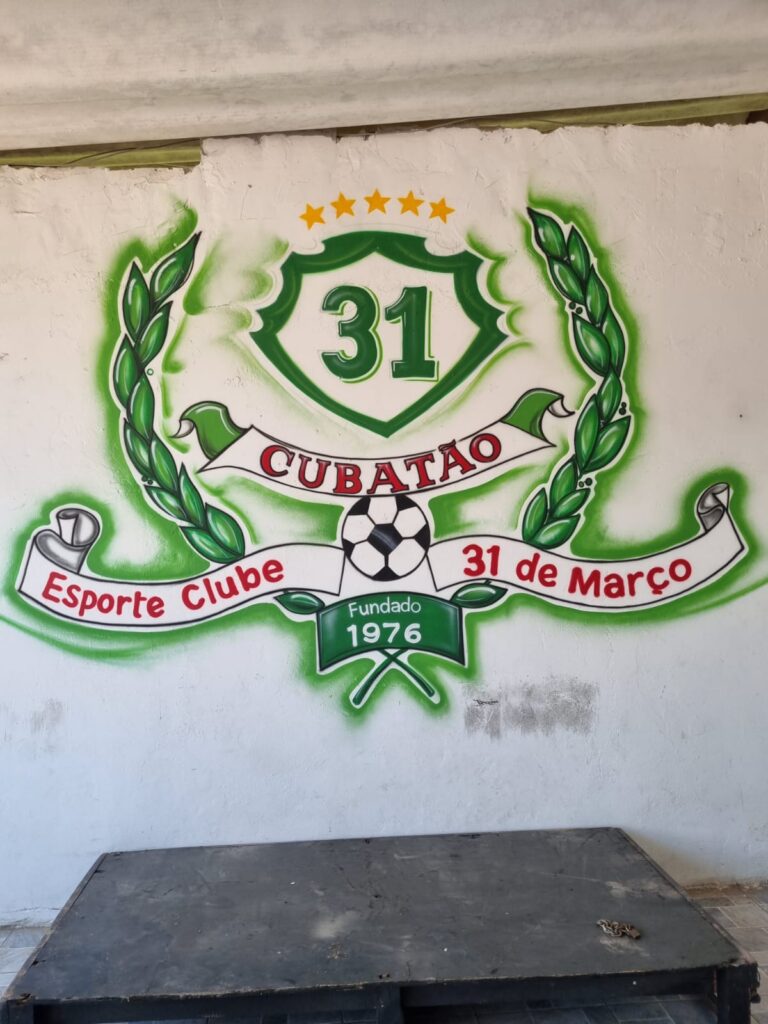 31
CUBATÃO
Esporte Clube 31 de Março
Fundado
1976